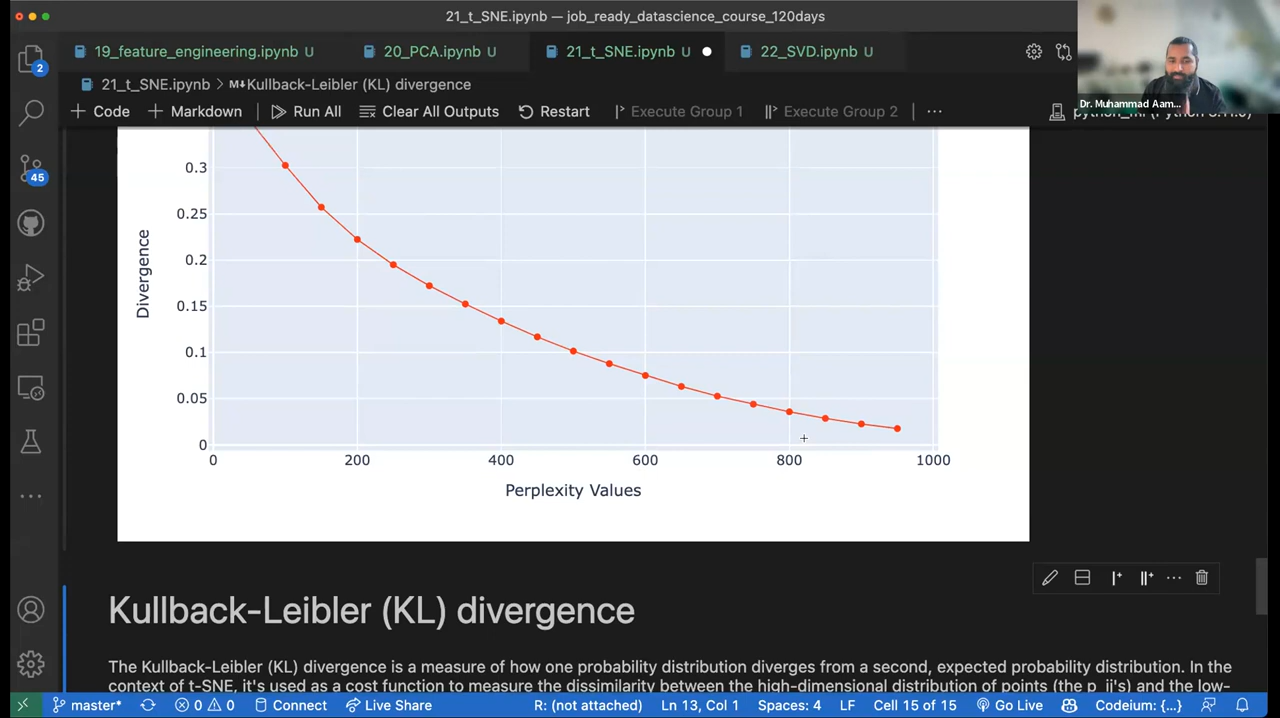 21_t_SNE.ipynb — job_ready_datascience_course_120days
19_feature_engineering.ipynb U 20_PCA.ipynb U 21_t_SNE.ipynb U 22_SVD.ipynb U
21_t_SNE.ipynb > M↓Kullback-Leibler (KL) divergence
+ Code + Markdown Run All Clear All Outputs Restart Execute Group 1 Execute Group 2 ...
Dr. Muhammad Aam...
2
45
0.3
0.25
0.2
0.15
0.1
0.05
0
Divergence
0 200 400 600 800 1000
Perplexity Values
Kullback-Leibler (KL) divergence
The Kullback-Leibler (KL) divergence is a measure of how one probability distribution diverges from a second, expected probability distribution. In the
context of t-SNE, it's used as a cost function to measure the dissimilarity between the high-dimensional distribution of points (the p_ij's) and the low-
master* 0 0 Connect Live Share R: (not attached) Ln 13, Col 1 Spaces: 4 LF Cell 15 of 15 Go Live Codeium: {...}